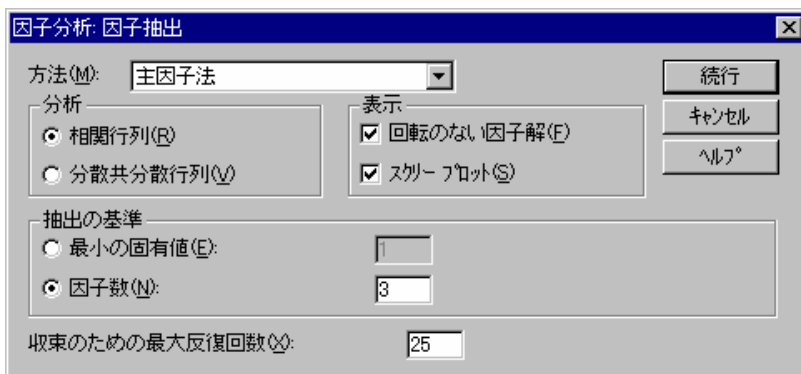 因子分析: 因子抽出
方法(M): 主因子法
続行
キャンセル
ヘルプ
分析
相関行列(R)
分散共分散行列(V)
表示
回転のない因子解(F)
スクリー プロット(S)
抽出の基準
最小の固有値(E): 1
因子数(N): 3
収束のための最大反復回数(X): 25